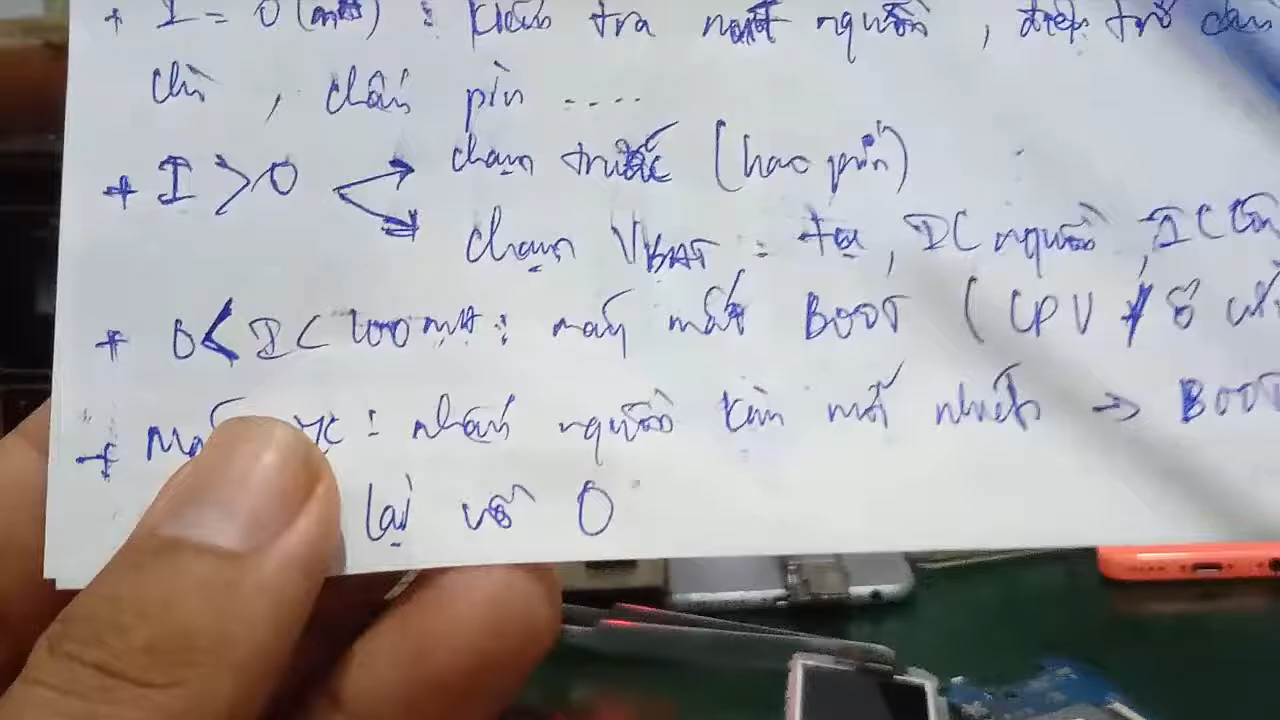 + I = 0 (mA) : Kiểm tra nút nguồn, điện trở cầu
chì, chân pin ....
+ I > 0
chạm trước (hao pin)
chạm VBAT : tụ, IC nguồn, IC
+ 0 < I < 100 mA : máy mất BOOT (CPU / Ổ
+ : nhấn nguồn kim mới nhích → BOOT
lại về 0